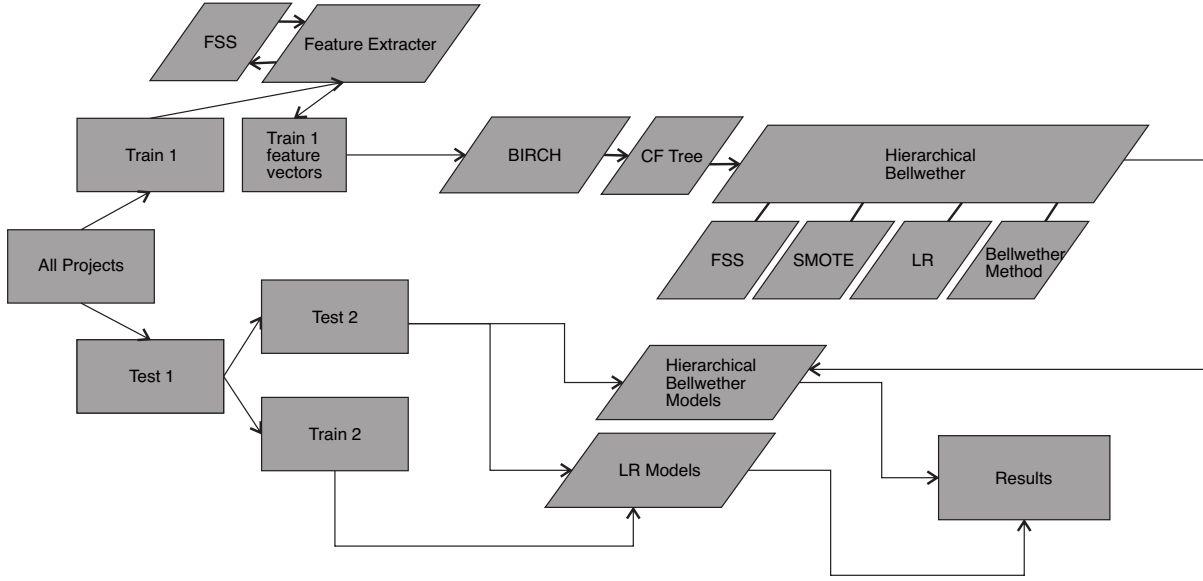 FSS
Feature Extracter
Train 1
Train 1
feature
vectors
BIRCH
CF Tree
Hierarchical
Bellwether
FSS
SMOTE
LR
Bellwether
Method
All Projects
Test 2
Test 1
Hierarchical
Bellwether
Models
Train 2
LR Models
Results